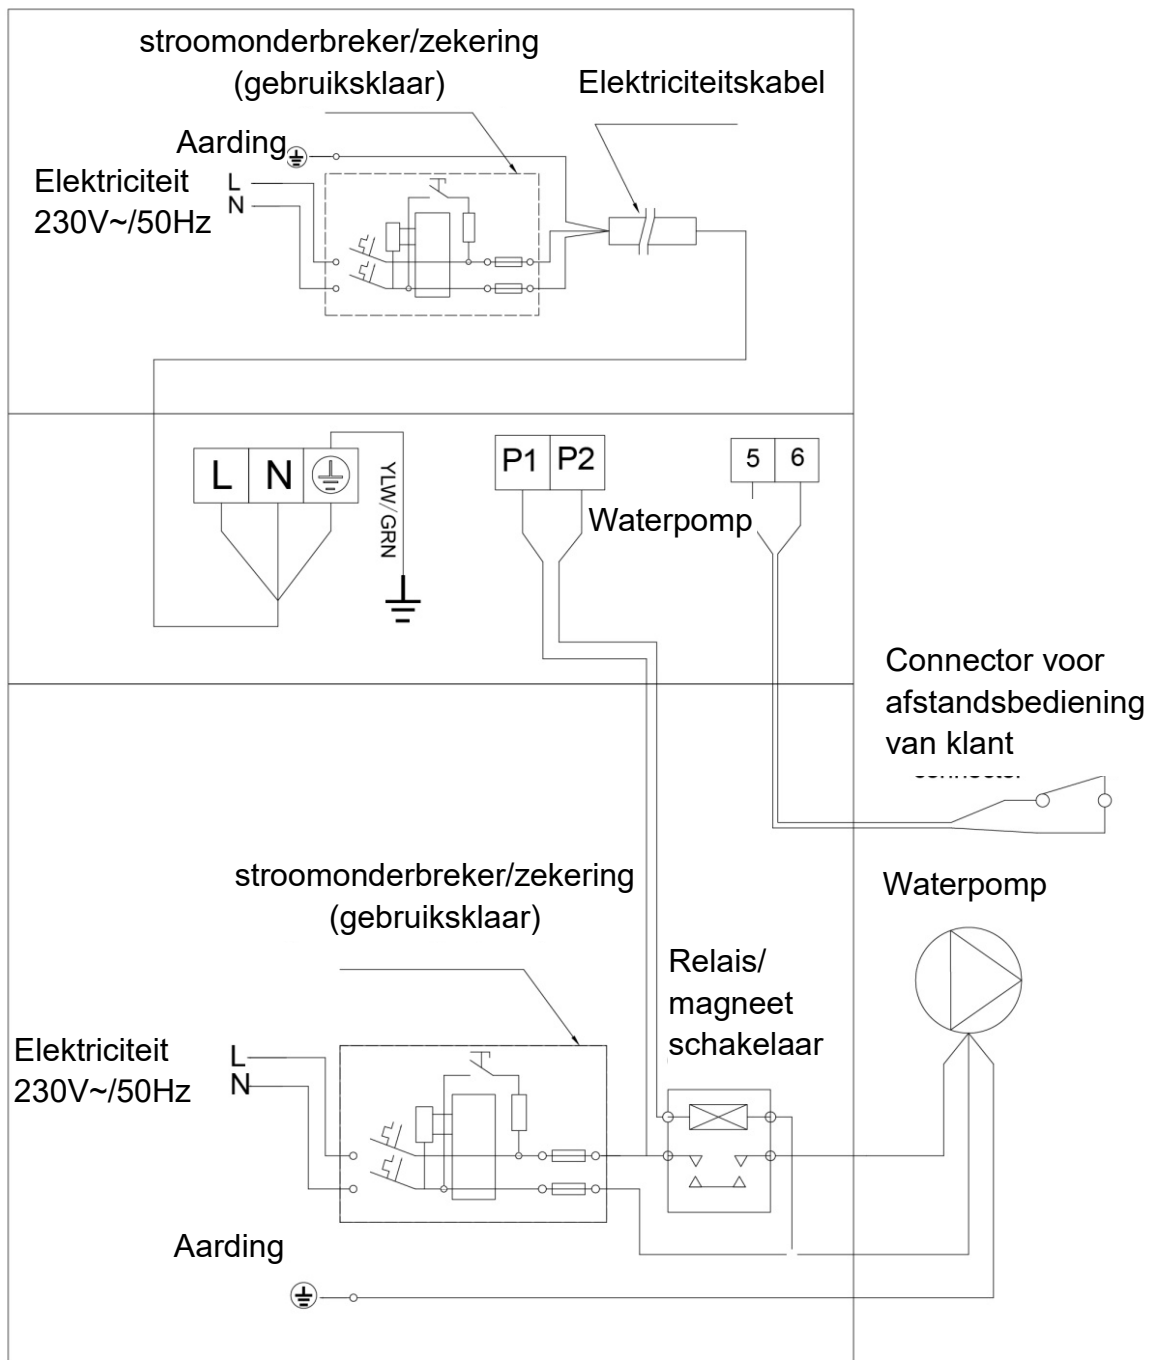 stroomonderbreker/zekering
(gebruiksklaar)
Elektriciteitskabel
Aarding
Elektriciteit
230V~/50Hz
L
N
L N
YLW/GRN
P1 P2
Waterpomp
5 6
Connector voor
afstandsbediening
van klant
stroomonderbreker/zekering
(gebruiksklaar)
Waterpomp
Relais/
magneet
schakelaar
Elektriciteit
230V~/50Hz
L
N
Aarding